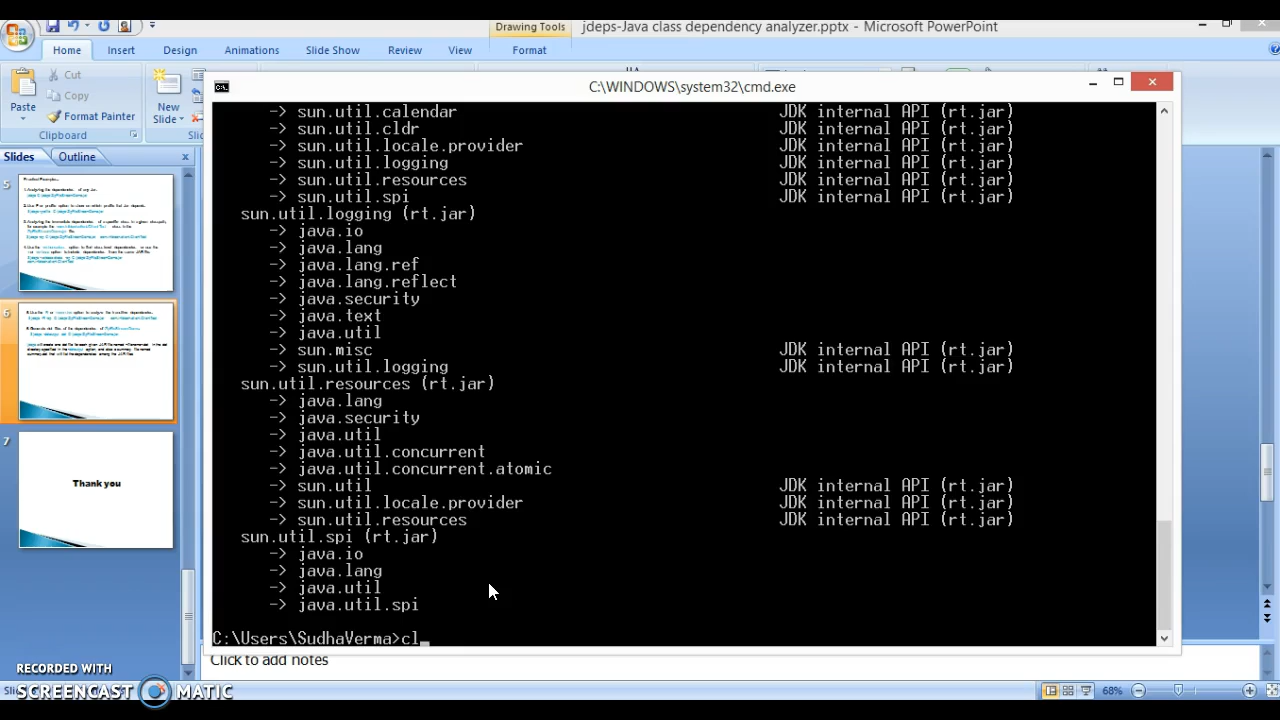 Drawing Tools
jdeps-Java class dependency analyzer.pptx - Microsoft PowerPoint
Home Insert Design Animations Slide Show Review View Format
Paste
Cut
Copy
Format Painter
Clipboard
New
Slide
C:\WINDOWS\system32\cmd.exe
Slides Outline
5
6
7
Thank you
-> sun.util.calendar JDK internal API (rt.jar)
-> sun.util.cldr JDK internal API (rt.jar)
-> sun.util.locale.provider JDK internal API (rt.jar)
-> sun.util.logging JDK internal API (rt.jar)
-> sun.util.resources JDK internal API (rt.jar)
-> sun.util.spi JDK internal API (rt.jar)
sun.util.logging (rt.jar)
-> java.io
-> java.lang
-> java.lang.ref
-> java.lang.reflect
-> java.security
-> java.text
-> java.util
-> sun.misc JDK internal API (rt.jar)
-> sun.util.logging JDK internal API (rt.jar)
sun.util.resources (rt.jar)
-> java.lang
-> java.security
-> java.util
-> java.util.concurrent
-> java.util.concurrent.atomic
-> sun.util JDK internal API (rt.jar)
-> sun.util.locale.provider JDK internal API (rt.jar)
-> sun.util.resources JDK internal API (rt.jar)
sun.util.spi (rt.jar)
-> java.io
-> java.lang
-> java.util
-> java.util.spi
C:\Users\SudhaVerma>cl_
Click to add notes
RECORDED WITH
SCREENCAST MATIC
68%